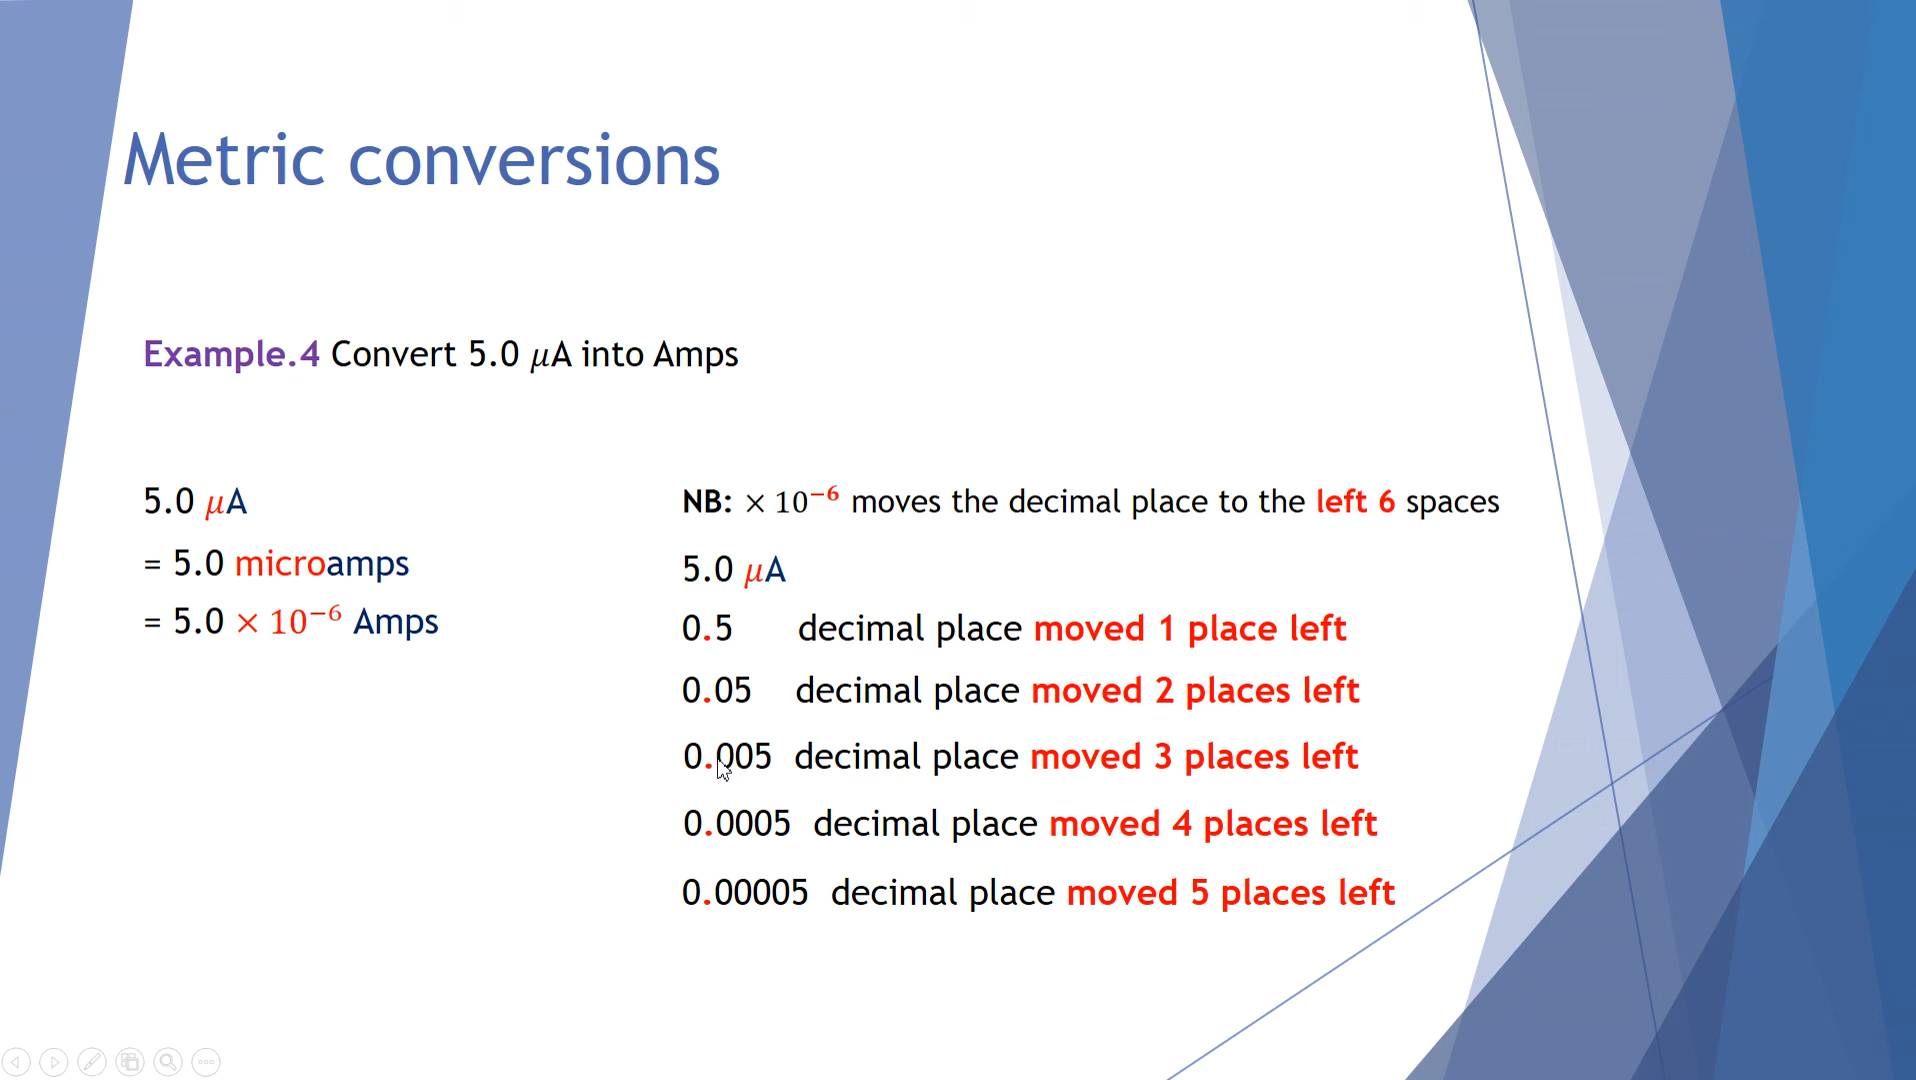 Metric conversions
Example.4 Convert 5.0 𝜇A into Amps
5.0 𝜇A
= 5.0 microamps
= 5.0 × 10⁻⁶ Amps
NB: × 10⁻⁶ moves the decimal place to the left 6 spaces
5.0 𝜇A
0.5 decimal place moved 1 place left
0.05 decimal place moved 2 places left
0.005 decimal place moved 3 places left
0.0005 decimal place moved 4 places left
0.00005 decimal place moved 5 places left